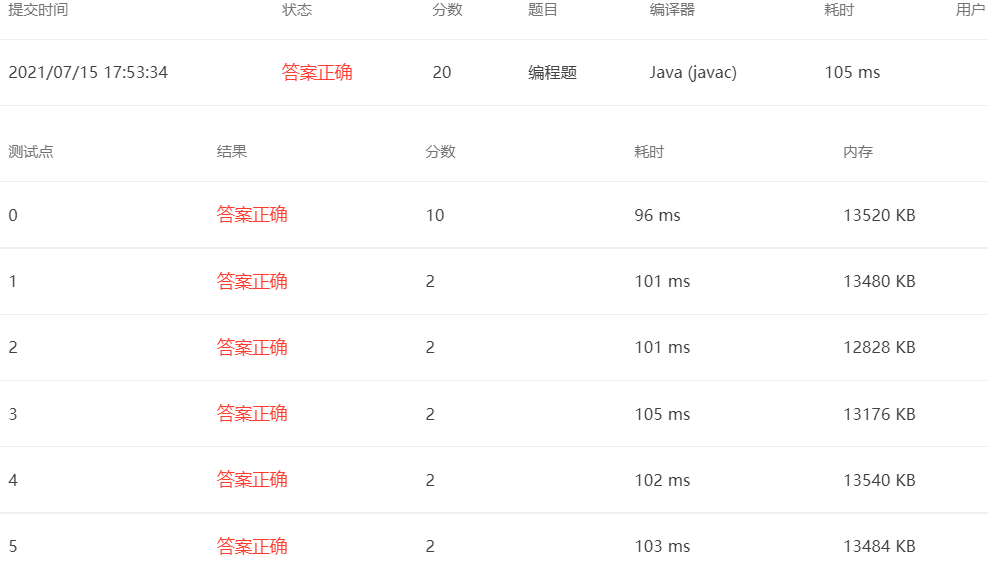 提交时间 状态 分数 题目 编译器 耗时 用户
2021/07/15 17:53:34 答案正确 20 编程题 Java (javac) 105 ms
测试点 结果 分数 耗时 内存
0 答案正确 10 96 ms 13520 KB
1 答案正确 2 101 ms 13480 KB
2 答案正确 2 101 ms 12828 KB
3 答案正确 2 105 ms 13176 KB
4 答案正确 2 102 ms 13540 KB
5 答案正确 2 103 ms 13484 KB